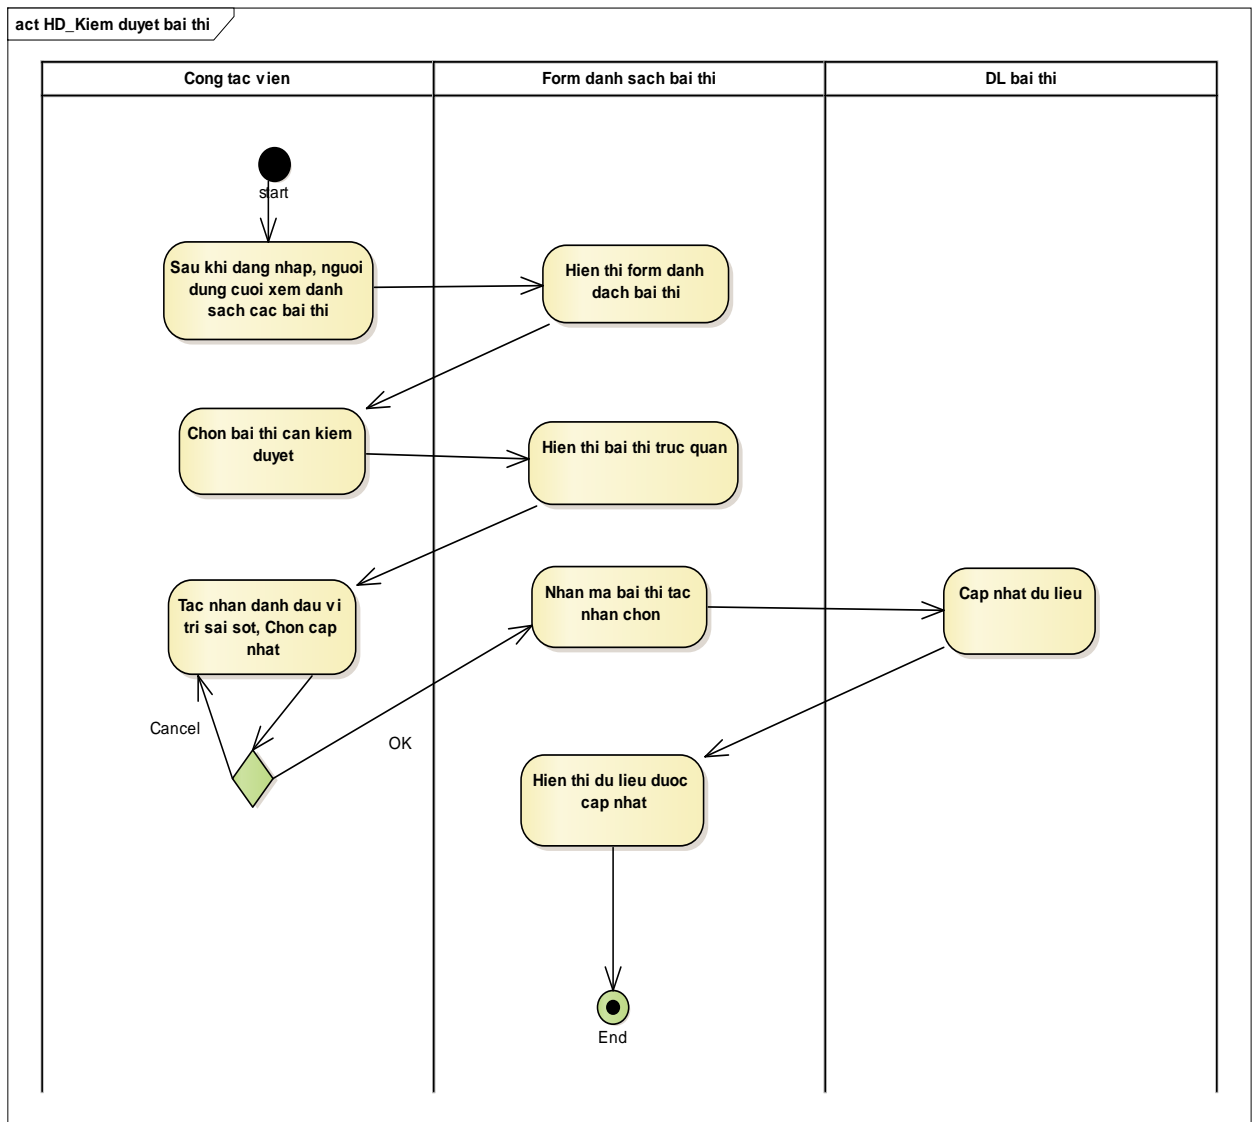 act HD_Kiem duyet bai thi
Cong tac vien
Form danh sach bai thi
DL bai thi
start
Sau khi dang nhap, nguoi
dung cuoi xem danh
sach cac bai thi
Hien thi form danh
dach bai thi
Chon bai thi can kiem
duyet
Hien thi bai thi truc quan
Tac nhan danh dau vi
tri sai sot, Chon cap
nhat
Nhan ma bai thi tac
nhan chon
Cap nhat du lieu
Cancel
OK
Hien thi du lieu duoc
cap nhat
End